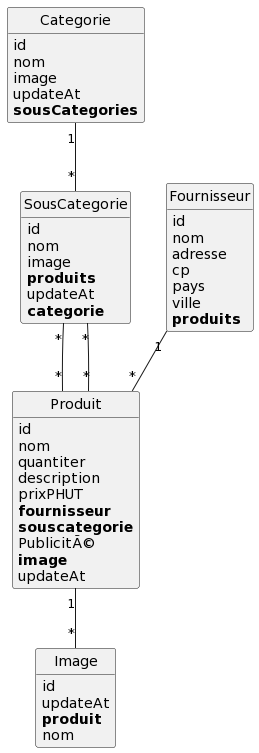 Categorie
id
nom
image
updateAt
sousCategories
1
*
SousCategorie
id
nom
image
produits
updateAt
categorie
Fournisseur
id
nom
adresse
cp
pays
ville
produits
* *
1
* * *
Produit
id
nom
quantiter
description
prixPHUT
fournisseur
souscategorie
PublicitÃ©
image
updateAt
1
*
Image
id
updateAt
produit
nom